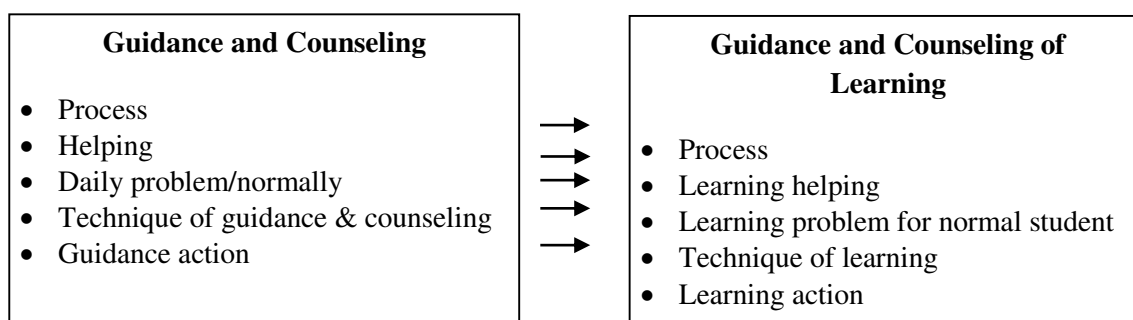 Guidance and Counseling
• Process
• Helping
• Daily problem/normally
• Technique of guidance & counseling
• Guidance action
Guidance and Counseling of
Learning
• Process
• Learning helping
• Learning problem for normal student
• Technique of learning
• Learning action